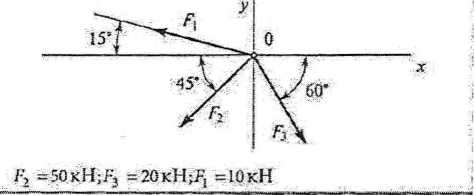 y
F₁
15°
0
x
45°
60°
F₂
F₃
F₂ = 50 кН; F₃ = 20 кН; F₁ = 10 кН